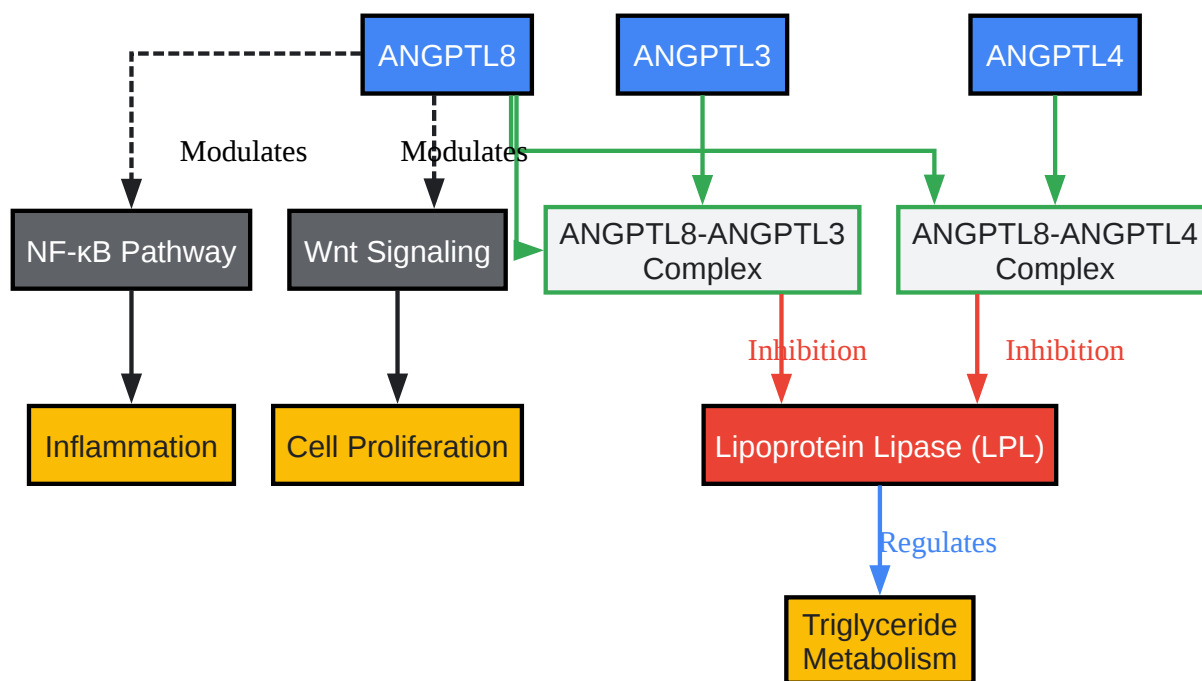 ANGPTL8
ANGPTL3
ANGPTL4
Modulates
Modulates
NF-κB Pathway
Wnt Signaling
ANGPTL8-ANGPTL3
Complex
ANGPTL8-ANGPTL4
Complex
Inhibition
Inhibition
Inflammation
Cell Proliferation
Lipoprotein Lipase (LPL)
Regulates
Triglyceride
Metabolism